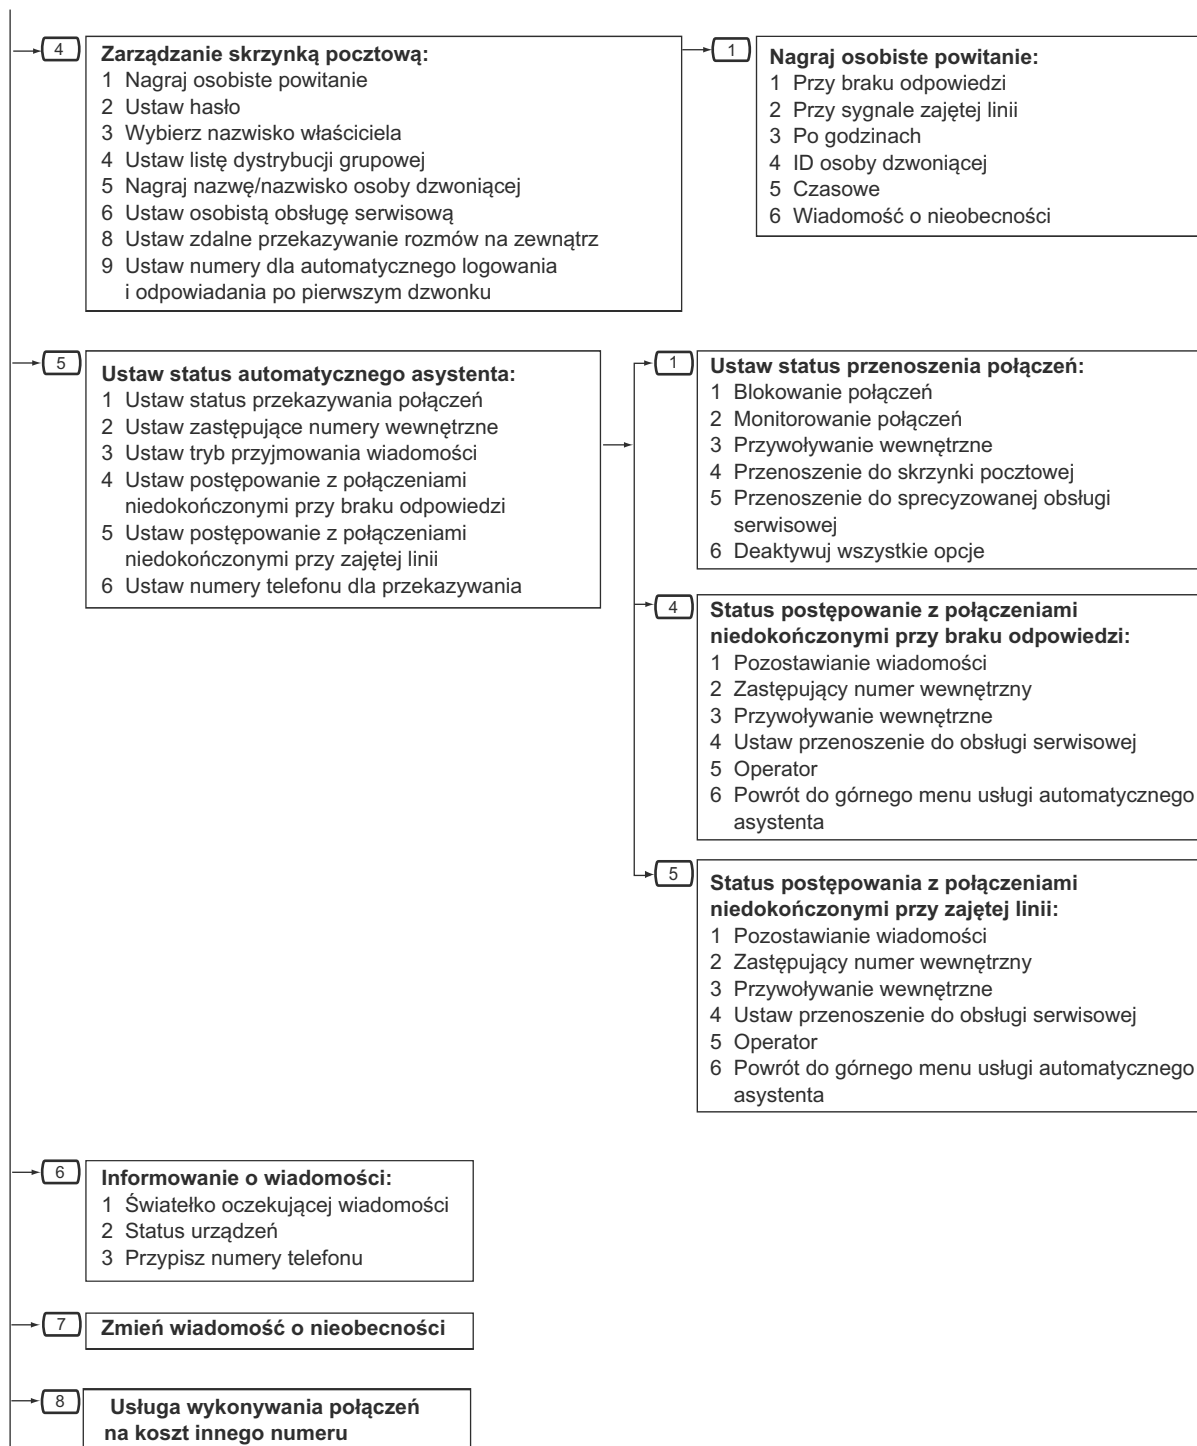 4
Zarządzanie skrzynką pocztową:
1 Nagraj osobiste powitanie
2 Ustaw hasło
3 Wybierz nazwisko właściciela
4 Ustaw listę dystrybucji grupowej
5 Nagraj nazwę/nazwisko osoby dzwoniącej
6 Ustaw osobistą obsługę serwisową
8 Ustaw zdalne przekazywanie rozmów na zewnątrz
9 Ustaw numery dla automatycznego logowania
i odpowiadania po pierwszym dzwonku
1
Nagraj osobiste powitanie:
1 Przy braku odpowiedzi
2 Przy sygnale zajętej linii
3 Po godzinach
4 ID osoby dzwoniącej
5 Czasowe
6 Wiadomość o nieobecności
5
Ustaw status automatycznego asystenta:
1 Ustaw status przekazywania połączeń
2 Ustaw zastępujące numery wewnętrzne
3 Ustaw tryb przyjmowania wiadomości
4 Ustaw postępowanie z połączeniami
niedokończonymi przy braku odpowiedzi
5 Ustaw postępowanie z połączeniami
niedokończonymi przy zajętej linii
6 Ustaw numery telefonu dla przekazywania
1
Ustaw status przenoszenia połączeń:
1 Blokowanie połączeń
2 Monitorowanie połączeń
3 Przywoływanie wewnętrzne
4 Przenoszenie do skrzynki pocztowej
5 Przenoszenie do sprecyzowanej obsługi
serwisowej
6 Deaktywuj wszystkie opcje
4
Status postępowanie z połączeniami
niedokończonymi przy braku odpowiedzi:
1 Pozostawianie wiadomości
2 Zastępujący numer wewnętrzny
3 Przywoływanie wewnętrzne
4 Ustaw przenoszenie do obsługi serwisowej
5 Operator
6 Powrót do górnego menu usługi automatycznego
asystenta
5
Status postępowania z połączeniami
niedokończonymi przy zajętej linii:
1 Pozostawianie wiadomości
2 Zastępujący numer wewnętrzny
3 Przywoływanie wewnętrzne
4 Ustaw przenoszenie do obsługi serwisowej
5 Operator
6 Powrót do górnego menu usługi automatycznego
asystenta
6
Informowanie o wiadomości:
1 Światełko oczekującej wiadomości
2 Status urządzeń
3 Przypisz numery telefonu
7
Zmień wiadomość o nieobecności
8
Usługa wykonywania połączeń
na koszt innego numeru